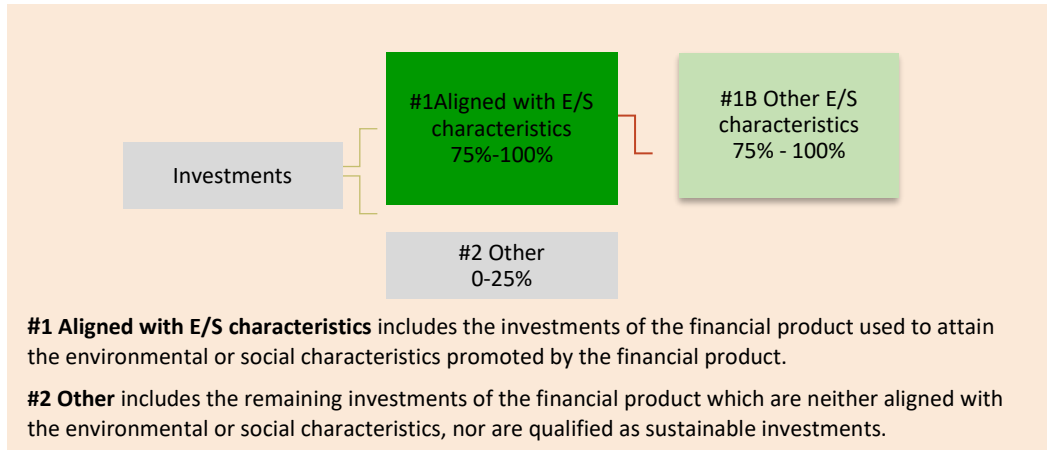 #1Aligned with E/S
characteristics
75%-100%
#1B Other E/S
characteristics
75% - 100%
Investments
#2 Other
0-25%
#1 Aligned with E/S characteristics includes the investments of the financial product used to attain
the environmental or social characteristics promoted by the financial product.
#2 Other includes the remaining investments of the financial product which are neither aligned with
the environmental or social characteristics, nor are qualified as sustainable investments.